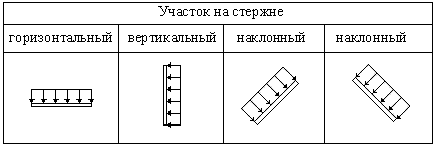 Участок на стержне
горизонтальный вертикальный наклонный наклонный